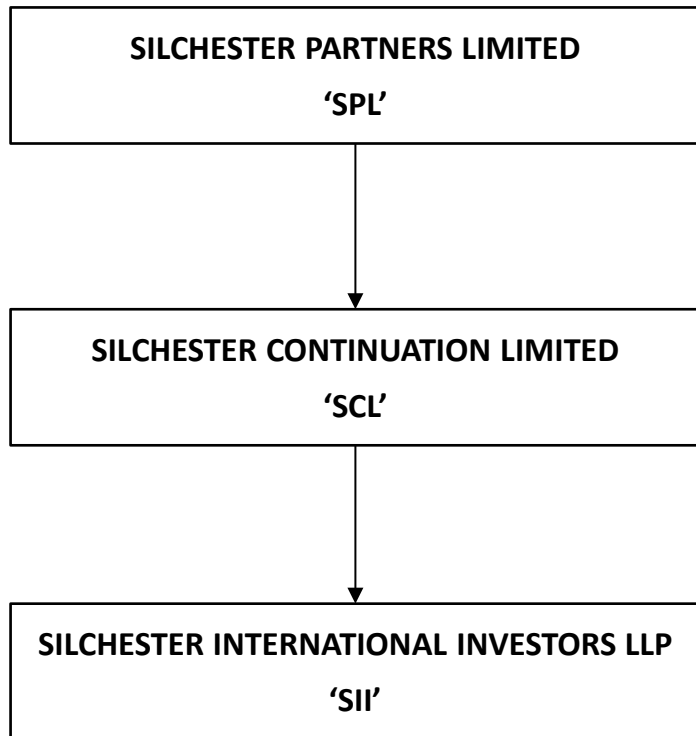 SILCHESTER PARTNERS LIMITED
‘SPL’
SILCHESTER CONTINUATION LIMITED
‘SCL’
SILCHESTER INTERNATIONAL INVESTORS LLP
‘SII’